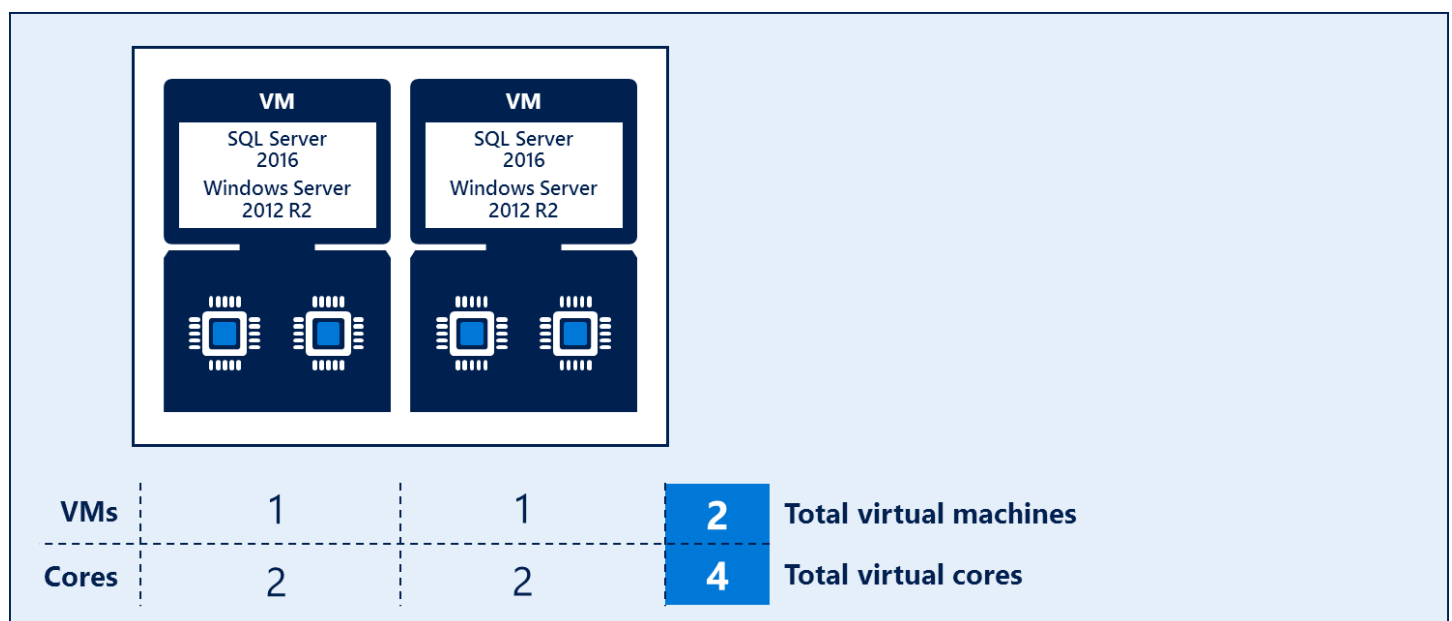 VM
SQL Server
2016
Windows Server
2012 R2
VM
SQL Server
2016
Windows Server
2012 R2
VMs 1 1 2 Total virtual machines
Cores 2 2 4 Total virtual cores